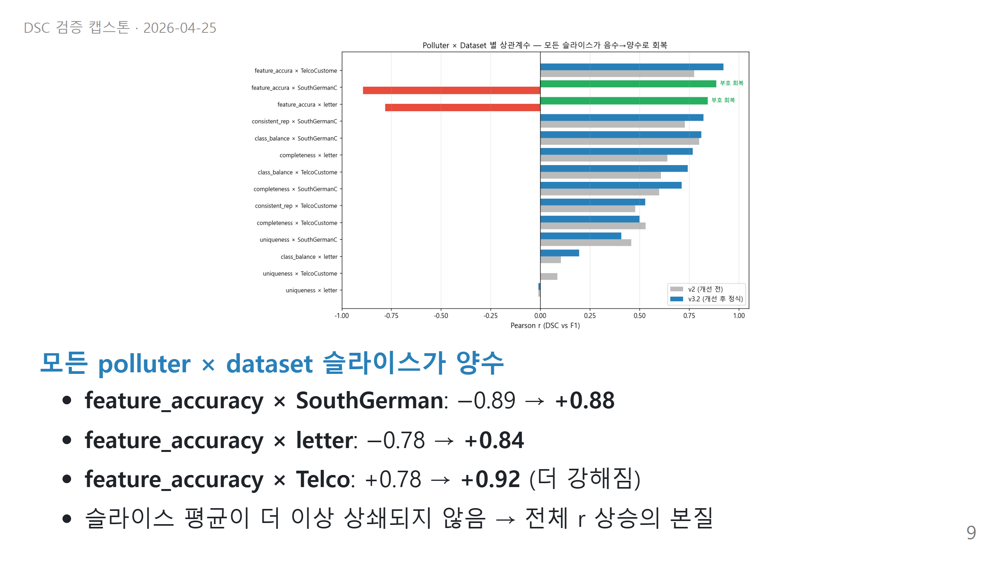 DSC 검증 캡스톤 · 2026-04-25
Polluter × Dataset 별 상관계수 — 모든 슬라이스가 음수→양수로 회복
feature_accura × TelcoCustome
feature_accura × SouthGermanC
부호 회복
feature_accura × letter
부호 회복
consistent_rep × SouthGermanC
class_balance × SouthGermanC
completeness × letter
class_balance × TelcoCustome
completeness × SouthGermanC
consistent_rep × TelcoCustome
completeness × TelcoCustome
uniqueness × SouthGermanC
class_balance × letter
uniqueness × TelcoCustome
uniqueness × letter
v2 (개선 전)
v3.2 (개선 후 정식)
-1.00 -0.75 -0.50 -0.25 0.00 0.25 0.50 0.75 1.00
Pearson r (DSC vs F1)
모든 polluter × dataset 슬라이스가 양수
• feature_accuracy × SouthGerman: −0.89 → +0.88
• feature_accuracy × letter: −0.78 → +0.84
• feature_accuracy × Telco: +0.78 → +0.92 (더 강해짐)
• 슬라이스 평균이 더 이상 상쇄되지 않음 → 전체 r 상승의 본질
9